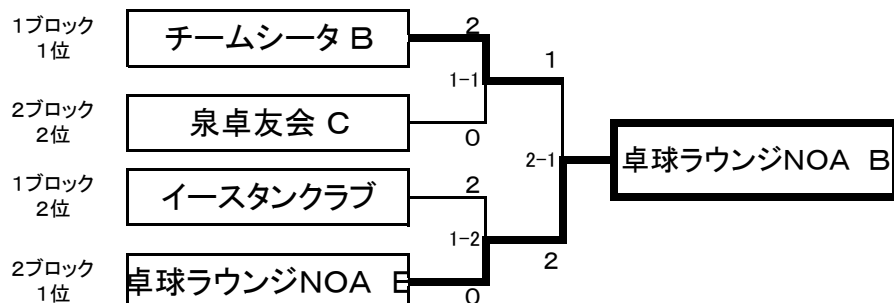 1ブロック
1位
チームシータ B
2
1
1-1
2ブロック
2位
泉卓友会 C
0
2-1
卓球ラウンジNOA B
1ブロック
2位
イースタンクラブ
2
1-2
2
2ブロック
1位
卓球ラウンジNOA
0